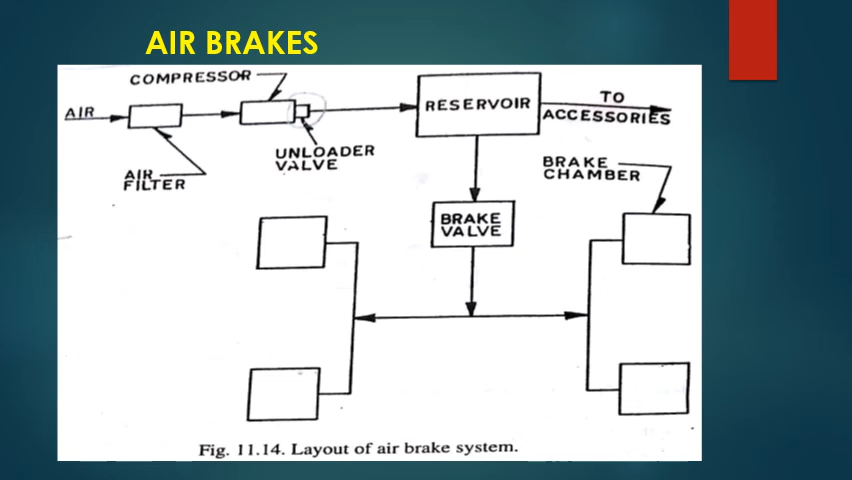 AIR BRAKES
COMPRESSOR
AIR
RESERVOIR
TO
ACCESSORIES
UNLOADER
VALVE
AIR
FILTER
BRAKE
CHAMBER
BRAKE
VALVE
Fig. 11.14. Layout of air brake system.